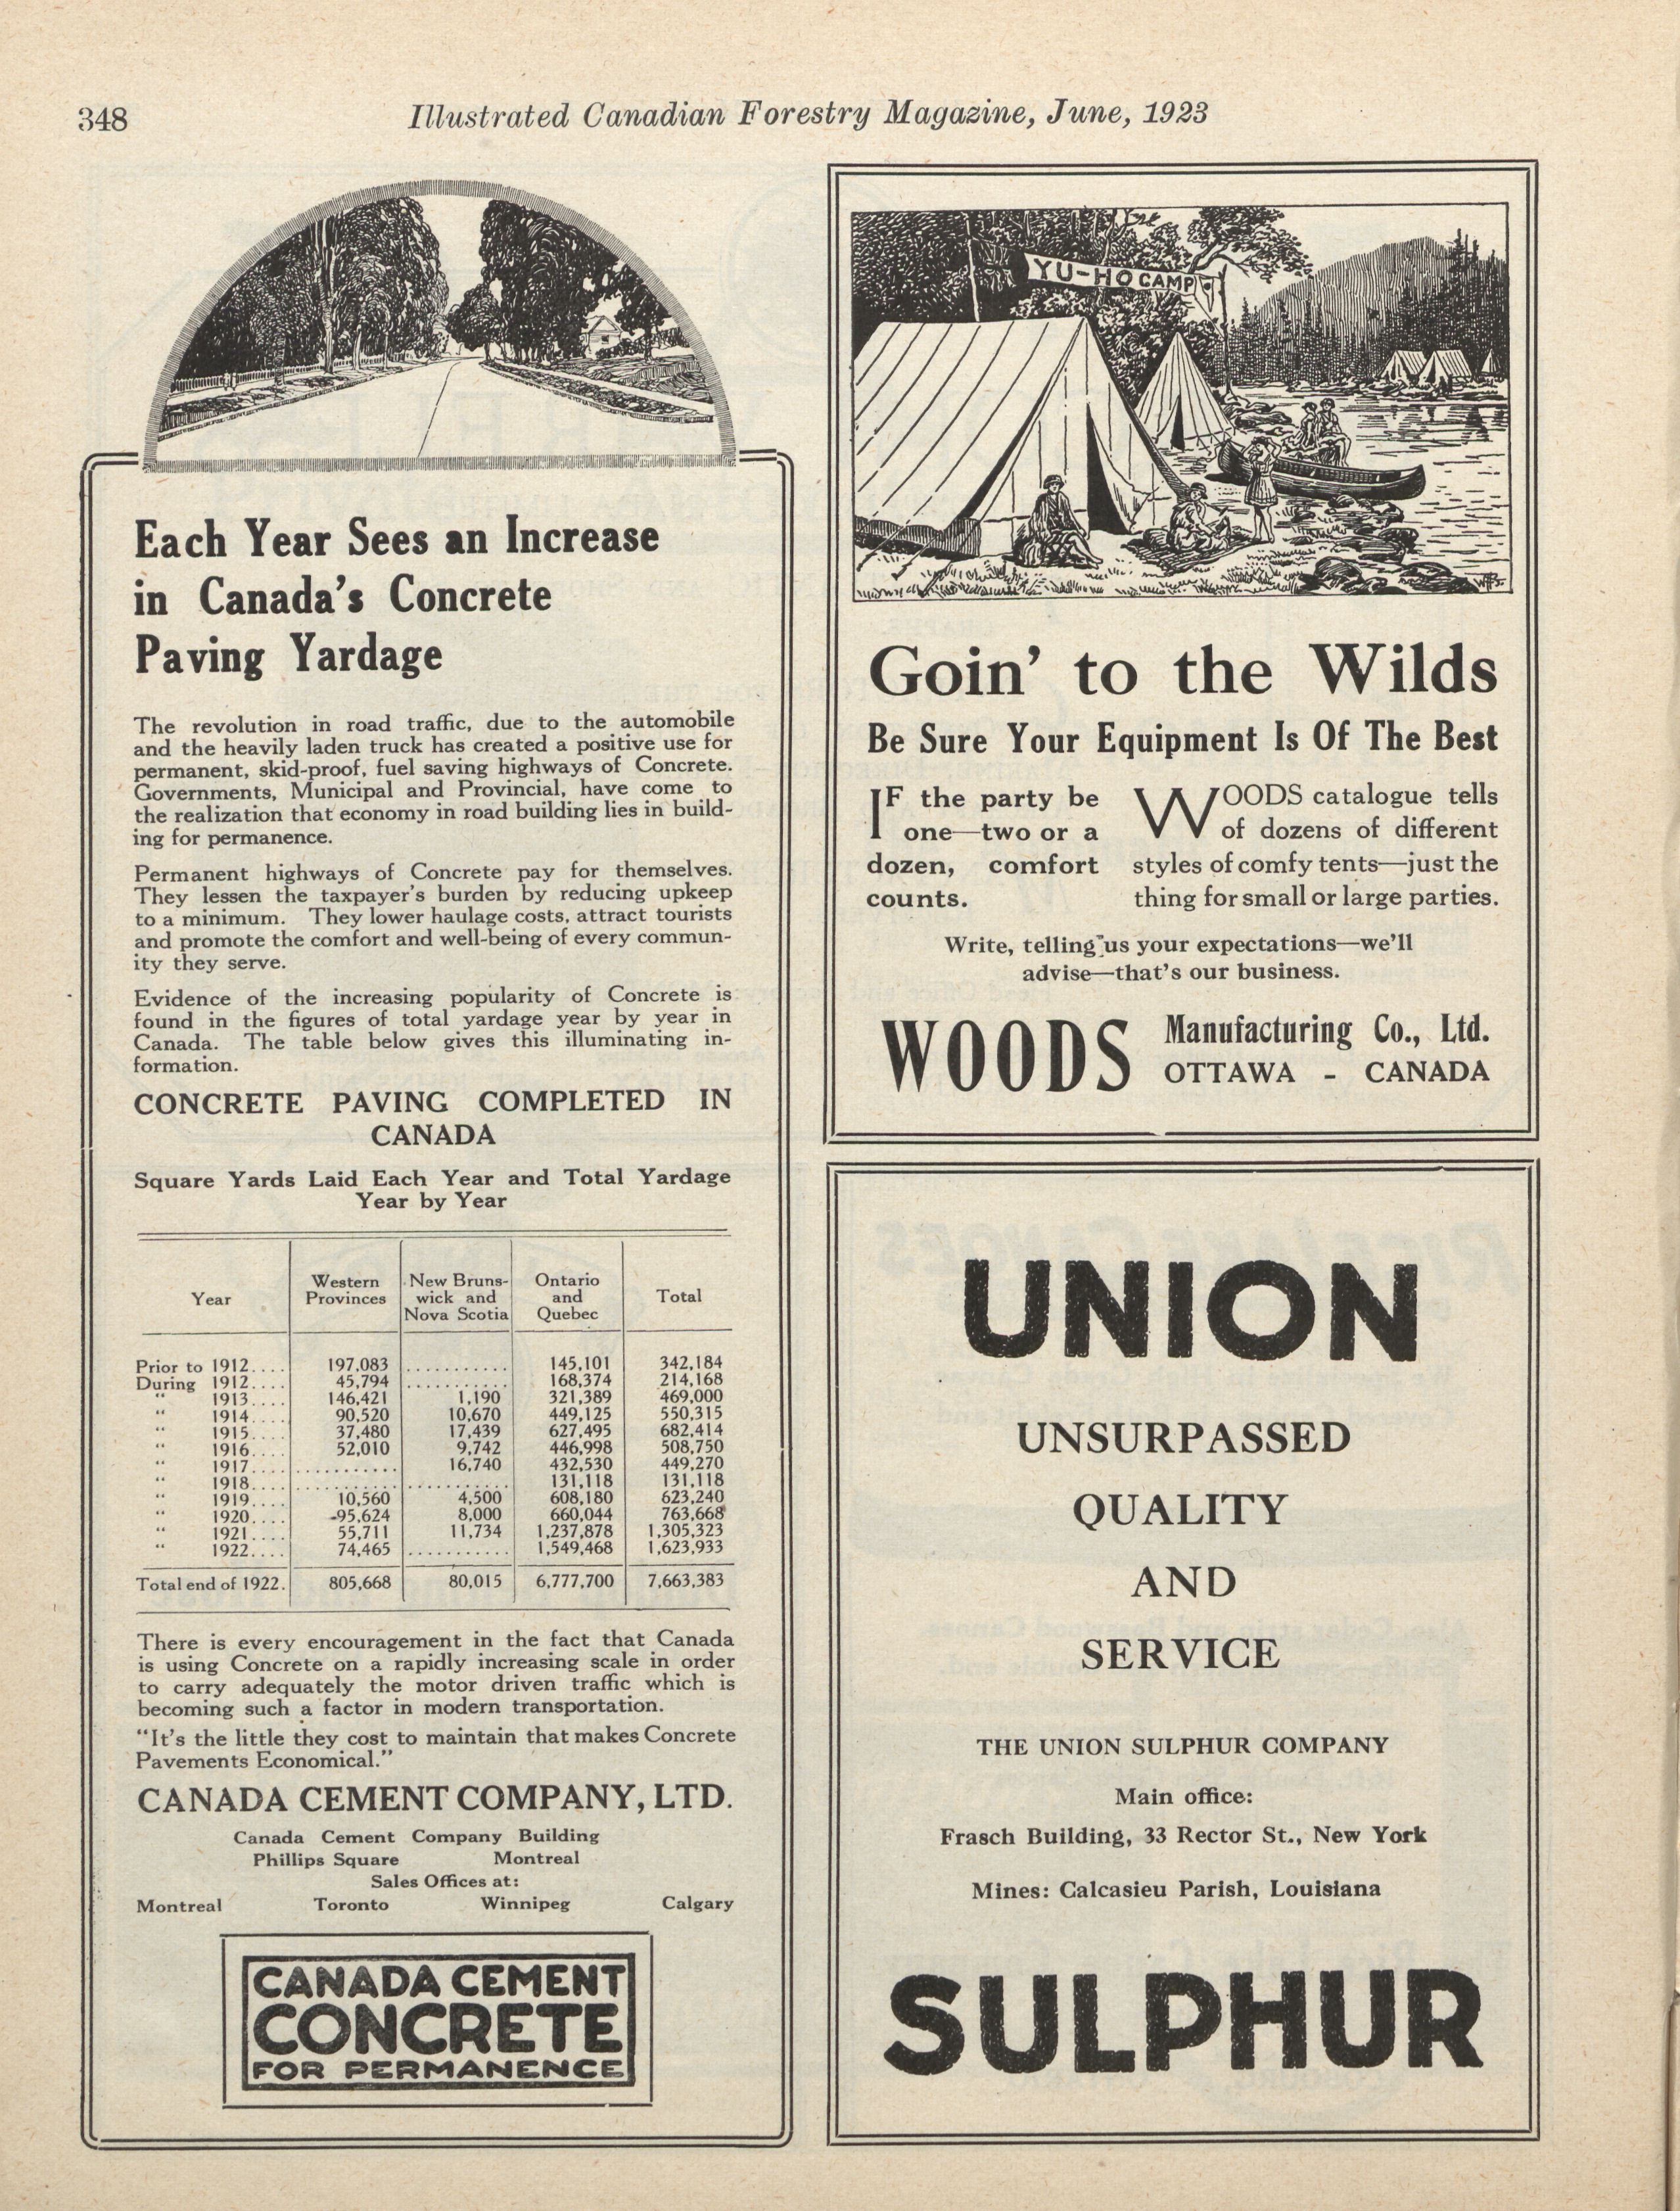 348
Illustrated Canadian Forestry Magazine, June, 1923
Each Year Sees an Increase
in Canada's Concrete
Paving Yardage
The revolution in road traffic, due to the automobile
and the heavily laden truck has created a positive use for
permanent, skid-proof, fuel saving highways of Concrete.
Governments, Municipal and Provincial, have come to
the realization that economy in road building lies in build-
ing for permanence.
Permanent highways of Concrete pay for themselves.
They lessen the taxpayer's burden by reducing upkeep
to a minimum. They lower haulage costs, attract tourists
and promote the comfort and well-being of every commun-
ity they serve.
Evidence of the increasing popularity of Concrete is
found in the figures of total yardage year by year in
Canada. The table below gives this illuminating in-
formation.
CONCRETE PAVING COMPLETED IN
CANADA
Square Yards Laid Each Year and Total Yardage
Year by Year
Year | Western Provinces | New Bruns-wick and Nova Scotia | Ontario and Quebec | Total
Prior to 1912.... 197,083 ........... 145,101 342,184
During 1912.... 45,794 ........... 168,374 214,168
" 1913.... 146,421 1,190 321,389 469,000
" 1914.... 90,520 10,670 449,125 550,315
" 1915.... 37,480 17,439 627,495 682,414
" 1916.... 52,010 9,742 446,998 508,750
" 1917.... ........... 16,740 432,530 449,270
" 1918.... ........... ........... 131,118 131,118
" 1919.... 10,560 4,500 608,180 623,240
" 1920.... -95,624 8,000 660,044 763,668
" 1921.... 55,711 11,734 1,237,878 1,305,323
" 1922.... 74,465 ........... 1,549,468 1,623,933
Total end of 1922. 805,668 80,015 6,777,700 7,663,383
There is every encouragement in the fact that Canada
is using Concrete on a rapidly increasing scale in order
to carry adequately the motor driven traffic which is
becoming such a factor in modern transportation.
"It's the little they cost to maintain that makes Concrete
Pavements Economical."
CANADA CEMENT COMPANY, LTD.
Canada Cement Company Building
Phillips Square Montreal
Sales Offices at:
Montreal Toronto Winnipeg Calgary
CANADA CEMENT
CONCRETE
FOR PERMANENCE
YU-HO CAMP
Goin' to the Wilds
Be Sure Your Equipment Is Of The Best
IF the party be
one—two or a
dozen, comfort
counts.
WOODS catalogue tells
of dozens of different
styles of comfy tents—just the
thing for small or large parties.
Write, telling us your expectations—we'll
advise—that's our business.
WOODS Manufacturing Co., Ltd.
OTTAWA - CANADA
UNION
UNSURPASSED
QUALITY
AND
SERVICE
THE UNION SULPHUR COMPANY
Main office:
Frasch Building, 33 Rector St., New York
Mines: Calcasieu Parish, Louisiana
SULPHUR